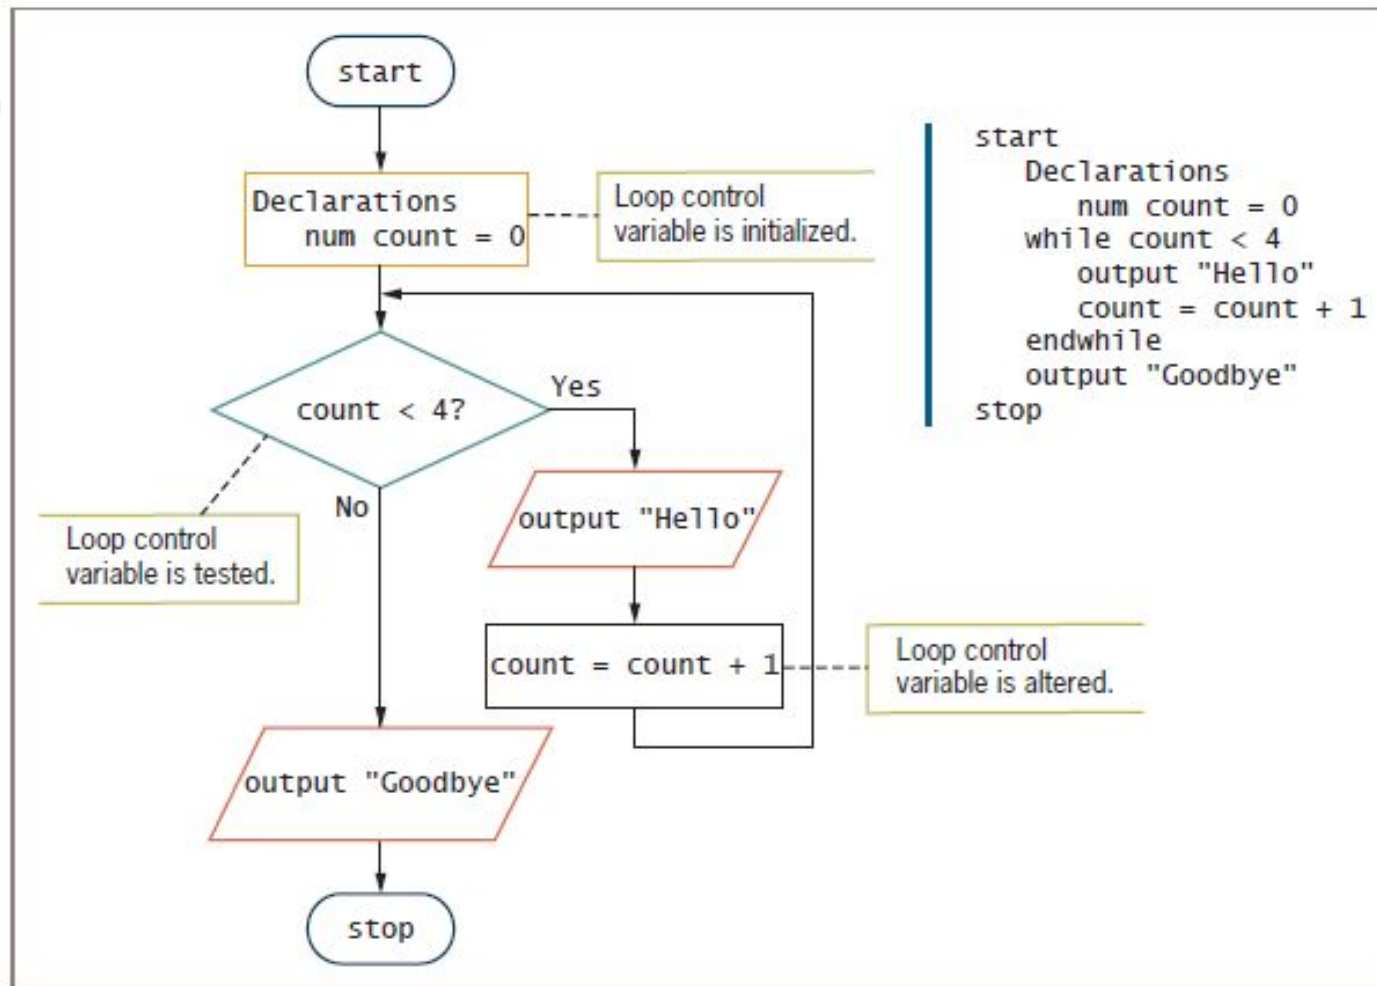 start
Declarations
num count = 0
Loop control
variable is initialized.
count < 4?
Yes
No
Loop control
variable is tested.
output "Hello"
count = count + 1
Loop control
variable is altered.
output "Goodbye"
stop
start
Declarations
num count = 0
while count < 4
output "Hello"
count = count + 1
endwhile
output "Goodbye"
stop